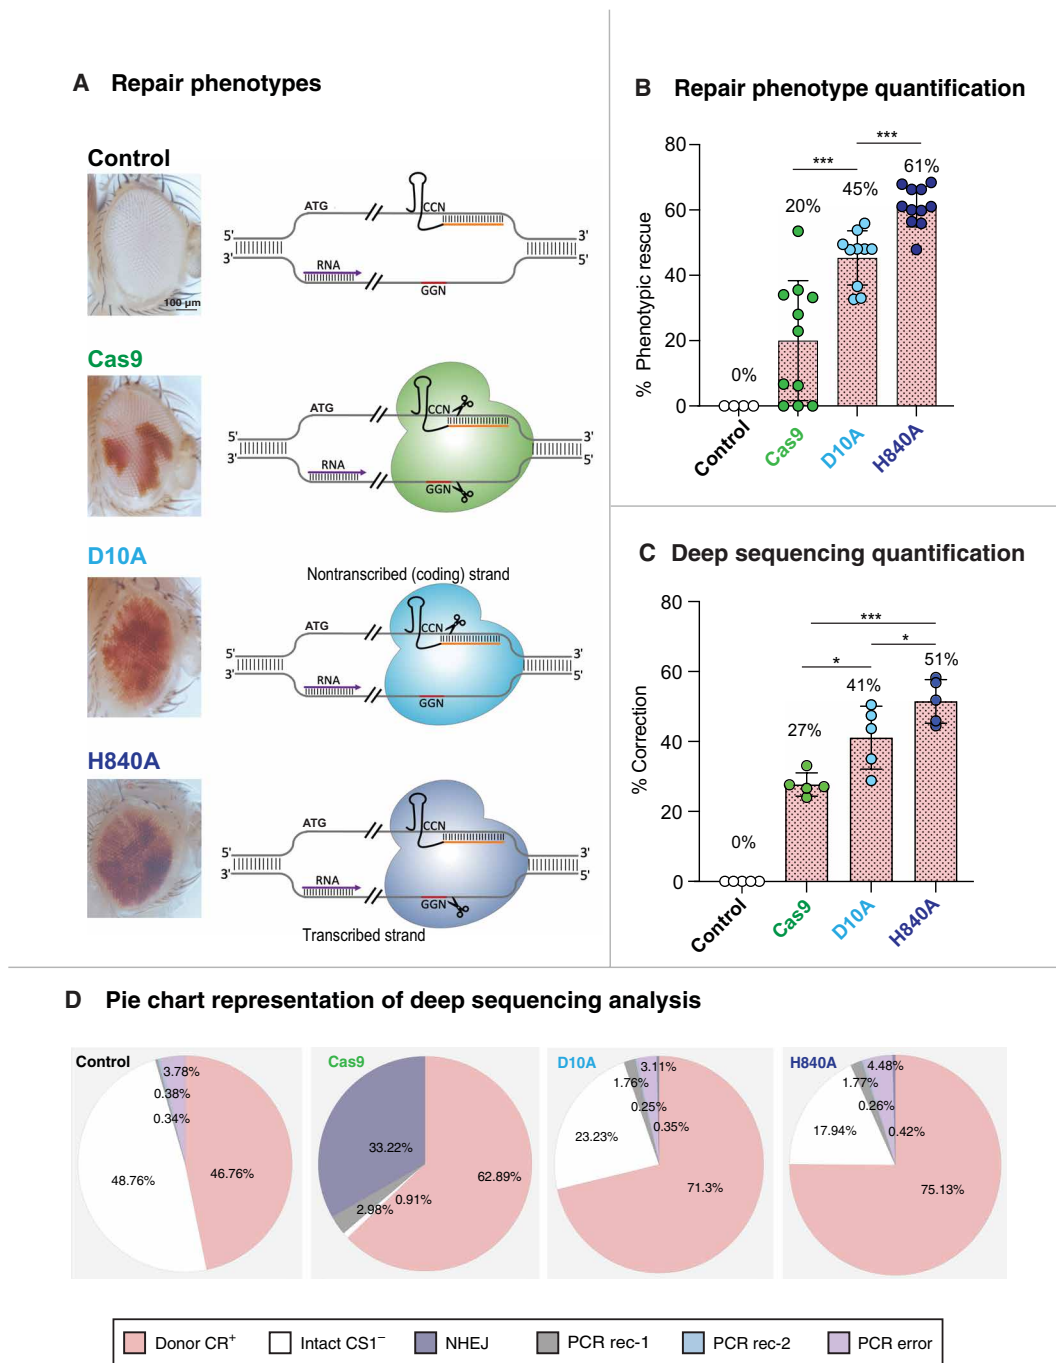 A Repair phenotypes
Control
100 µm
ATG
CCN
5'
3'
3'
5'
RNA
GGN
Cas9
ATG
CCN
5'
3'
3'
5'
RNA
GGN
D10A
Nontranscribed (coding) strand
ATG
CCN
5'
3'
3'
5'
RNA
GGN
H840A
ATG
CCN
5'
3'
3'
5'
RNA
GGN
Transcribed strand
B Repair phenotype quantification
% Phenotypic rescue
80
60
40
20
0
***
***
0%
20%
45%
61%
Control
Cas9
D10A
H840A
C Deep sequencing quantification
% Correction
80
60
40
20
0
***
*
*
0%
27%
41%
51%
Control
Cas9
D10A
H840A
D Pie chart representation of deep sequencing analysis
Control
3.78%
0.38%
0.34%
48.76%
46.76%
Cas9
33.22%
62.89%
0.91%
2.98%
D10A
3.11%
1.76%
0.25%
0.35%
23.23%
71.3%
H840A
4.48%
1.77%
0.26%
0.42%
17.94%
75.13%
Donor CR⁺
Intact CS1⁻
NHEJ
PCR rec-1
PCR rec-2
PCR error